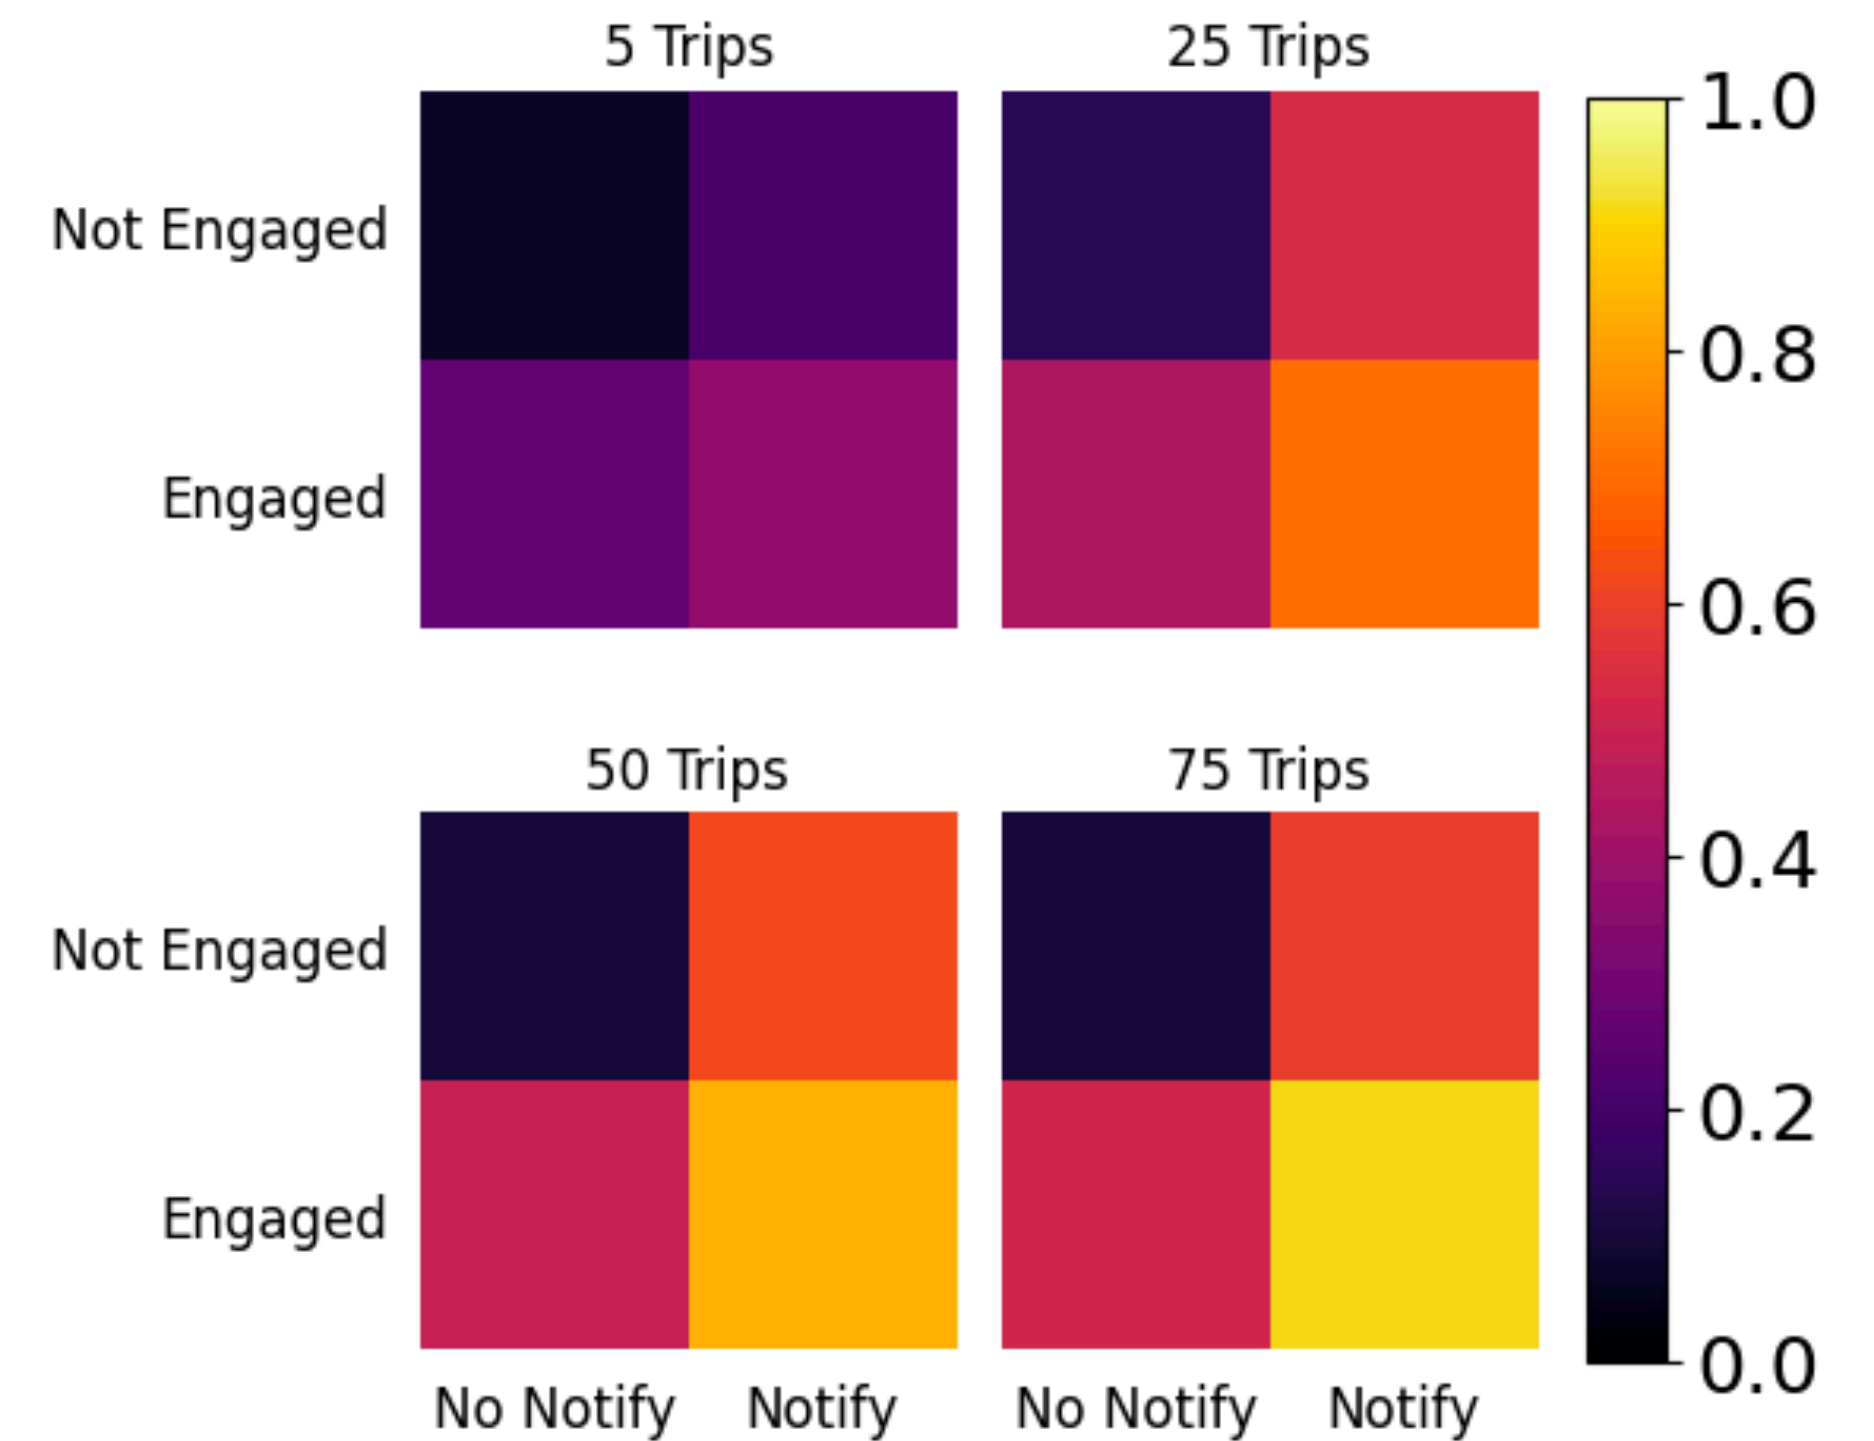 5 Trips
25 Trips
1.0
Not Engaged
0.8
Engaged
0.6
50 Trips
75 Trips
0.4
Not Engaged
0.2
Engaged
0.0
No Notify
Notify
No Notify
Notify